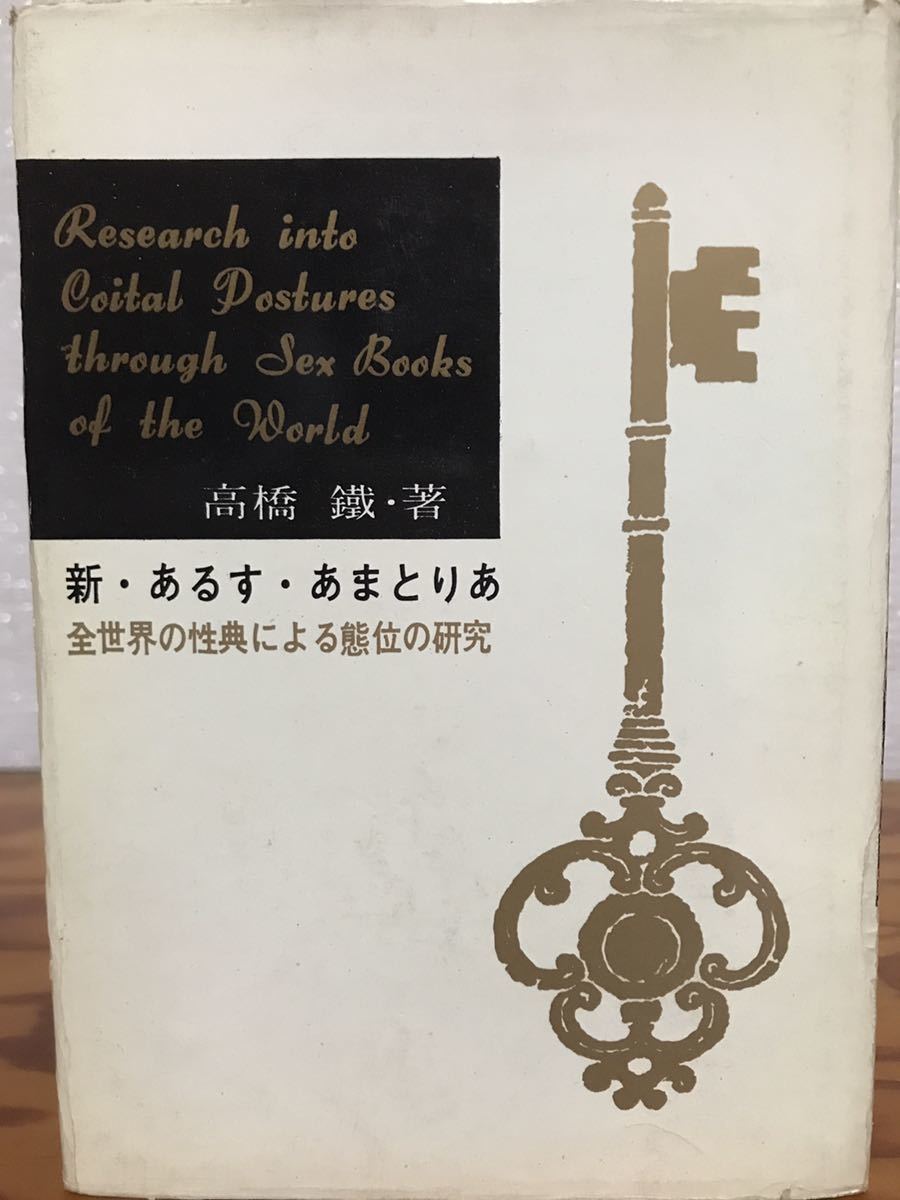 Research into
Coital Postures
through Sex Books
of the World
高橋 鐵・著
新・あるす・あまとりあ
全世界の性典による態位の研究